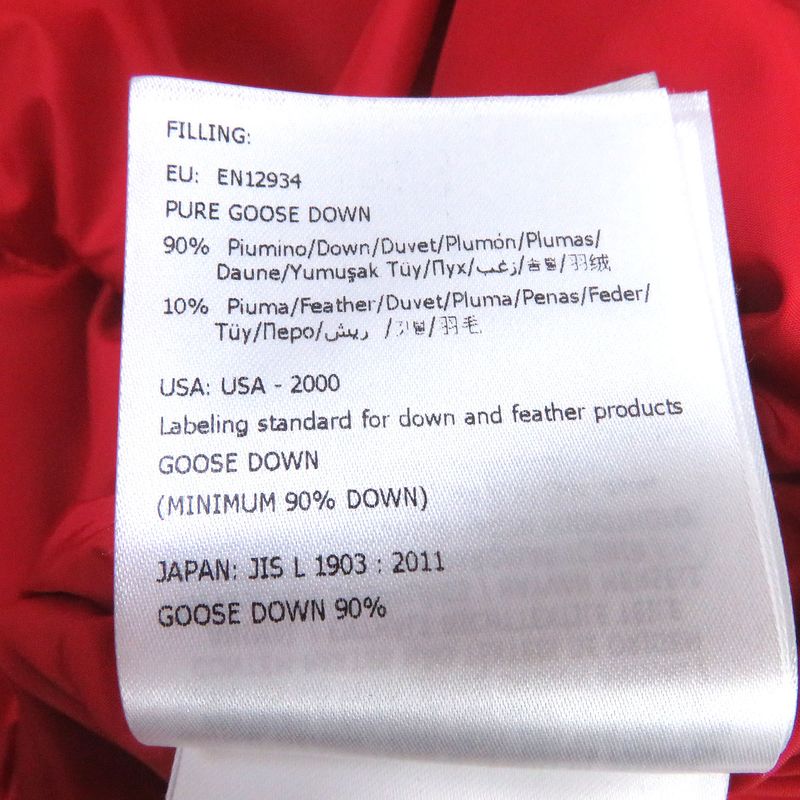 FILLING:
EU: EN12934
PURE GOOSE DOWN
90% Piumino/Down/Duvet/Plumón/Plumas/
Daune/Yumuşak Tüy/Пух/زغب/솜털/羽绒
10% Piuma/Feather/Duvet/Pluma/Penas/Feder/
Tüy/Перо/ريش /깃털/羽毛
USA: USA - 2000
Labeling standard for down and feather products
GOOSE DOWN
(MINIMUM 90% DOWN)
JAPAN: JIS L 1903 : 2011
GOOSE DOWN 90%